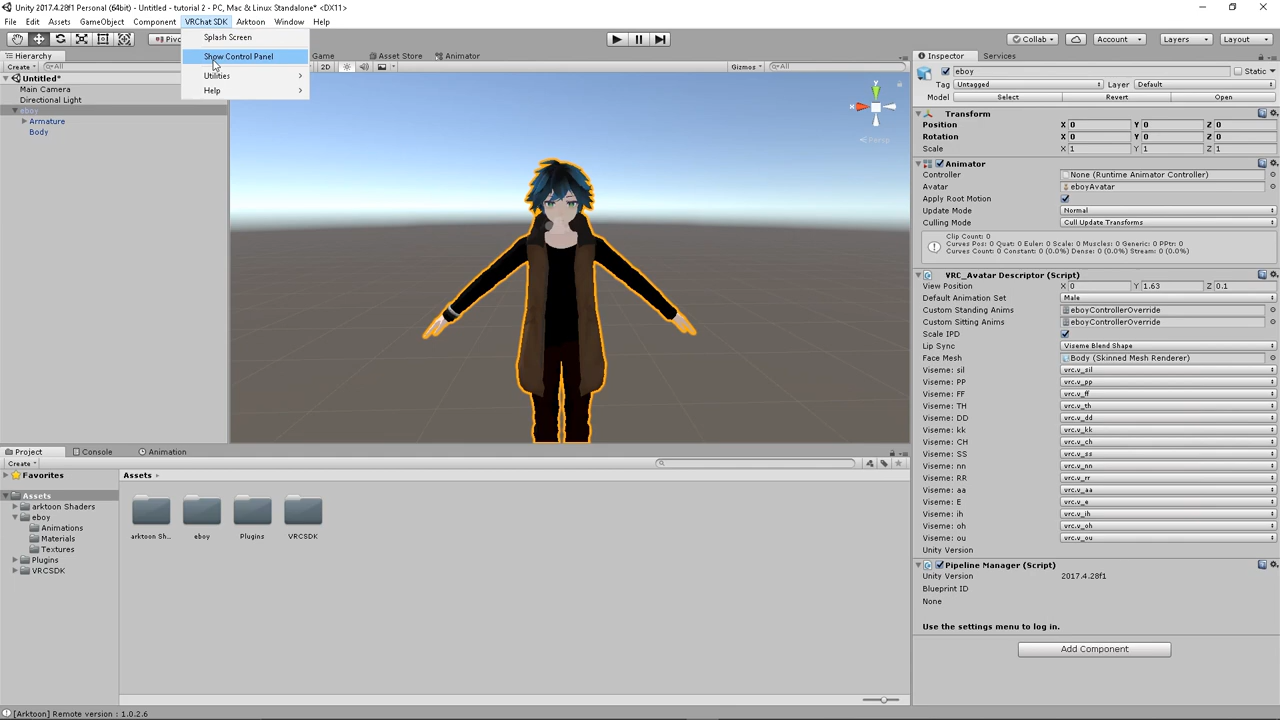 Unity 2017.4.28f1 Personal (64bit) - Untitled - tutorial 2 - PC, Mac & Linux Standalone* <DX11>
File Edit Assets GameObject Component VRChat SDK Arktoon Window Help
Splash Screen
Show Control Panel
Utilities
Help
Collab Account Layers Layout
Hierarchy
Create All
Untitled*
Main Camera
Directional Light
eboy
Armature
Body
Game Asset Store Animator
2D Gizmos All
Persp
Inspector Services
eboy Static
Tag Untagged Layer Default
Model Select Revert Open
Transform
Position X 0 Y 0 Z 0
Rotation X 0 Y 0 Z 0
Scale X 1 Y 1 Z 1
Animator
Controller None (Runtime Animator Controller)
Avatar eboyAvatar
Apply Root Motion
Update Mode Normal
Culling Mode Cull Update Transforms
Clip Count: 0
Curves Pos: 0 Quat: 0 Euler: 0 Scale: 0 Muscles: 0 Generic: 0 PPtr: 0
Curves Count: 0 Constant: 0 (0.0%) Dense: 0 (0.0%) Stream: 0 (0.0%)
VRC_Avatar Descriptor (Script)
View Position X 0 Y 1.63 Z 0.1
Default Animation Set Male
Custom Standing Anims eboyControllerOverride
Custom Sitting Anims eboyControllerOverride
Scale IPD
Lip Sync Viseme Blend Shape
Face Mesh Body (Skinned Mesh Renderer)
Viseme: sil vrc.v_sil
Viseme: PP vrc.v_pp
Viseme: FF vrc.v_ff
Viseme: TH vrc.v_th
Viseme: DD vrc.v_dd
Viseme: kk vrc.v_kk
Viseme: CH vrc.v_ch
Viseme: SS vrc.v_ss
Viseme: nn vrc.v_nn
Viseme: RR vrc.v_rr
Viseme: aa vrc.v_aa
Viseme: E vrc.v_e
Viseme: ih vrc.v_ih
Viseme: oh vrc.v_oh
Viseme: ou vrc.v_ou
Unity Version
Pipeline Manager (Script)
Unity Version 2017.4.28f1
Blueprint ID
None
Use the settings menu to log in.
Add Component
Project Console Animation
Create
Favorites
Assets
arktoon Shaders
eboy
Animations
Materials
Textures
Plugins
VRCSDK
Assets
arktoon Sh... eboy Plugins VRCSDK
[Arktoon] Remote version : 1.0.2.6